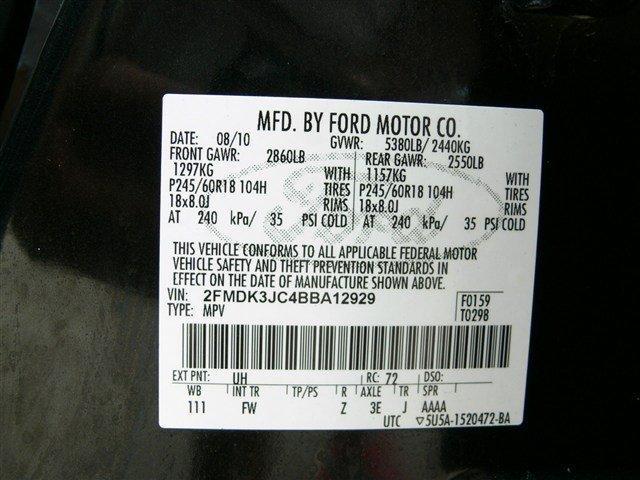 MFD. BY FORD MOTOR CO.
DATE: 08/10 GVWR: 5380LB/ 2440KG
FRONT GAWR: 2860LB REAR GAWR: 2550LB
1297KG 1157KG
P245/60R18 104H TIRES P245/60R18 104H TIRES
18x8.0J RIMS 18x8.0J RIMS
AT 240 kPa/ 35 PSI COLD AT 240 kPa/ 35 PSI COLD
THIS VEHICLE CONFORMS TO ALL APPLICABLE FEDERAL MOTOR
VEHICLE SAFETY AND THEFT PREVENTION STANDARDS IN
EFFECT ON THE DATE OF MANUFACTURE SHOWN ABOVE.
VIN: 2FMDK3JC4BBA12929 F0159
TYPE: MPV T0298
EXT PNT: UH RC: 72 DSO:
WB INT TR TP/PS R AXLE TR SPR
111 FW Z 3E J AAAA
UTC ▽5U5A-1520472-BA